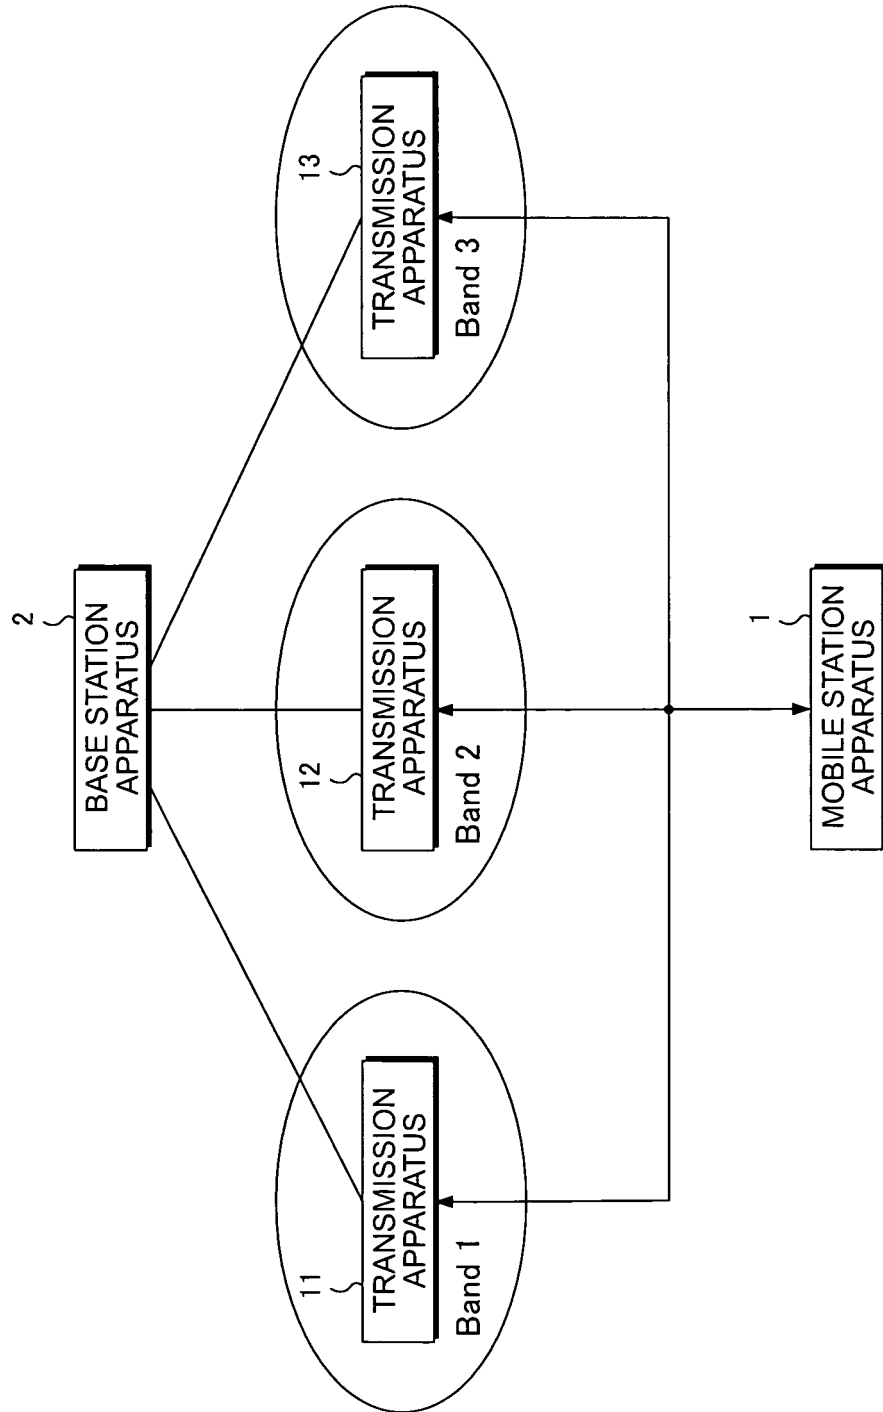 2
BASE STATION
APPARATUS
11
TRANSMISSION
APPARATUS
Band 1
12
TRANSMISSION
APPARATUS
Band 2
13
TRANSMISSION
APPARATUS
Band 3
1
MOBILE STATION
APPARATUS